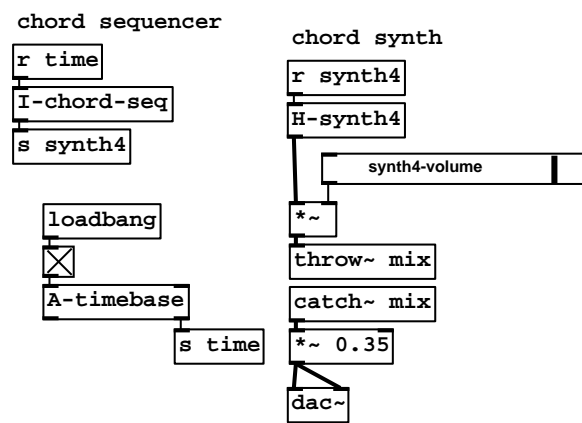 chord sequencer
r time
I-chord-seq
s synth4
loadbang
A-timebase
s time
chord synth
r synth4
H-synth4
synth4-volume
*~
throw~ mix
catch~ mix
*~ 0.35
dac~